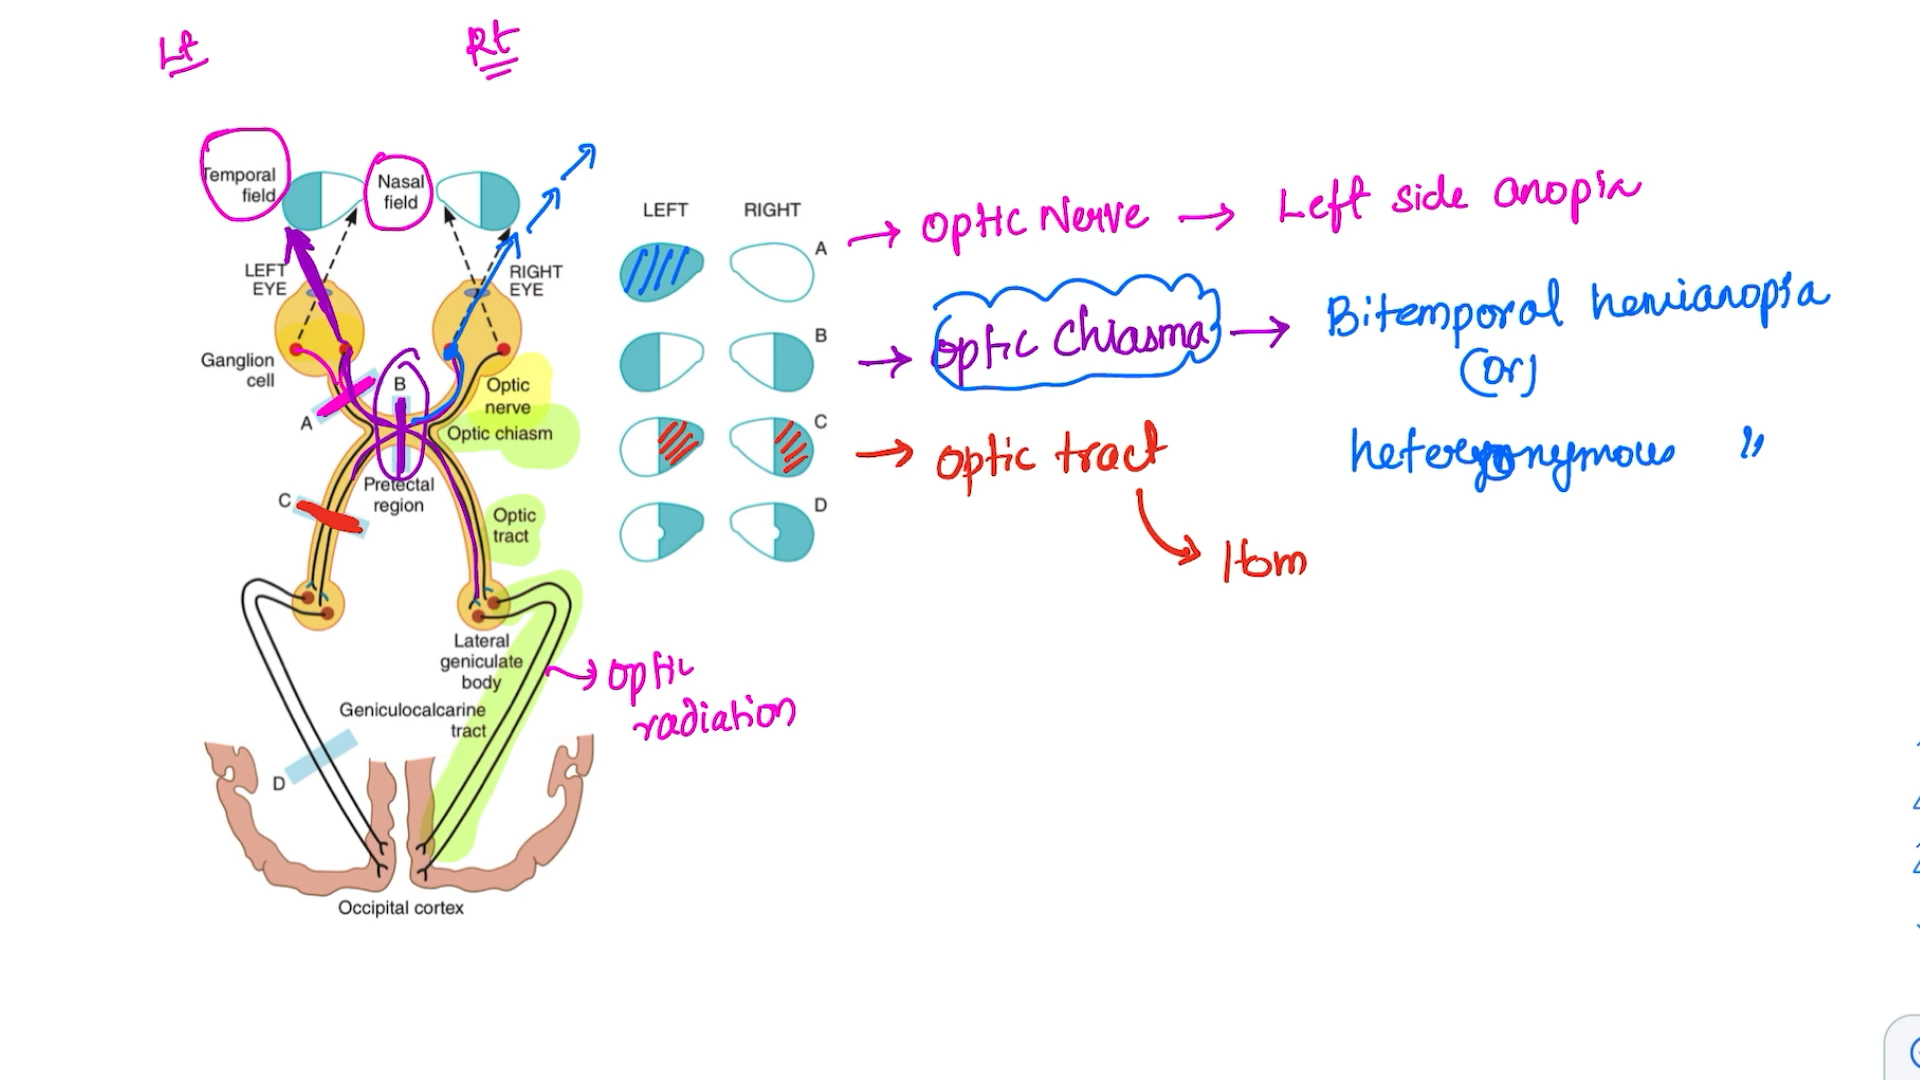 Lt
Rt
Temporal
field
Nasal
field
LEFT
EYE
RIGHT
EYE
Ganglion
cell
A
B
Optic
nerve
Optic chiasm
Pretectal
region
C
Optic
tract
Lateral
geniculate
body
Geniculocalcarine
tract
D
Occipital cortex
optic
radiation
LEFT RIGHT
A
B
C
D
→ Optic Nerve → Left side anopia
→ Optic Chiasma → Bitemporal hemianopia
(or)
heteronymous "
→ Optic tract
Hom